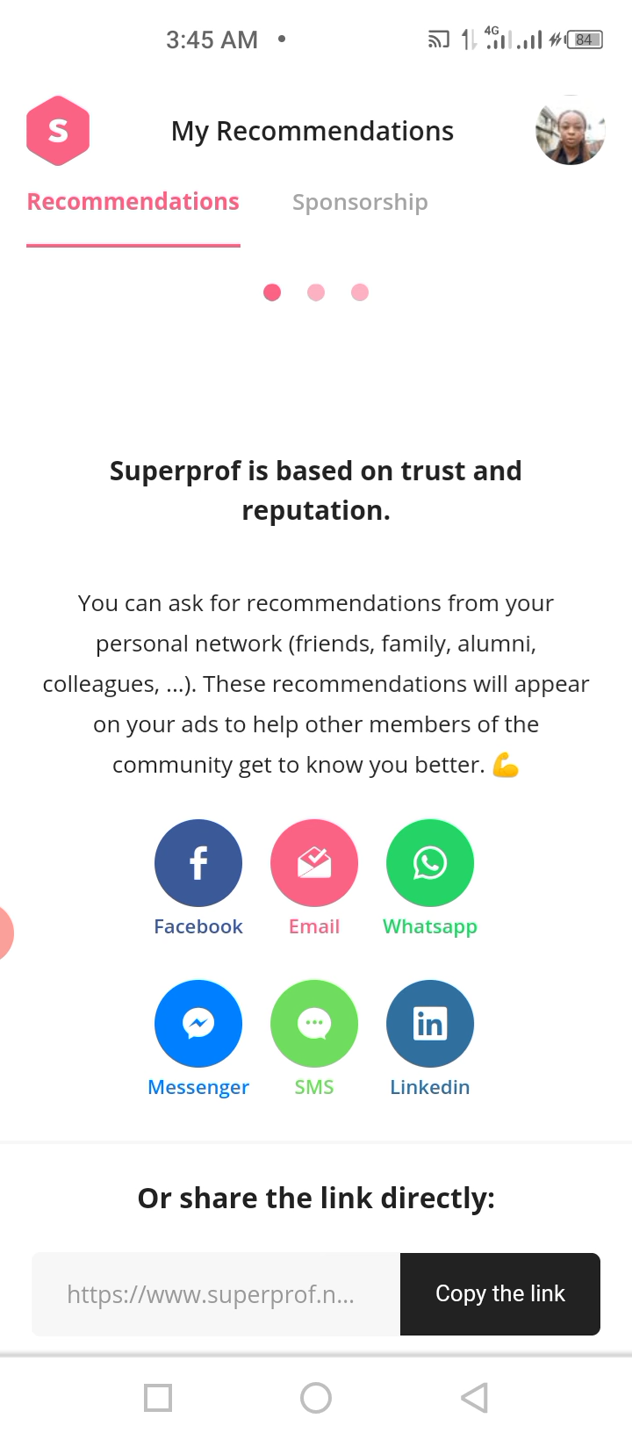 3:45 AM •
4G
84
S
My Recommendations
Recommendations
Sponsorship
Superprof is based on trust and
reputation.
You can ask for recommendations from your
personal network (friends, family, alumni,
colleagues, ...). These recommendations will appear
on your ads to help other members of the
community get to know you better. 💪
Facebook
Email
Whatsapp
Messenger
SMS
Linkedin
Or share the link directly:
https://www.superprof.n...
Copy the link